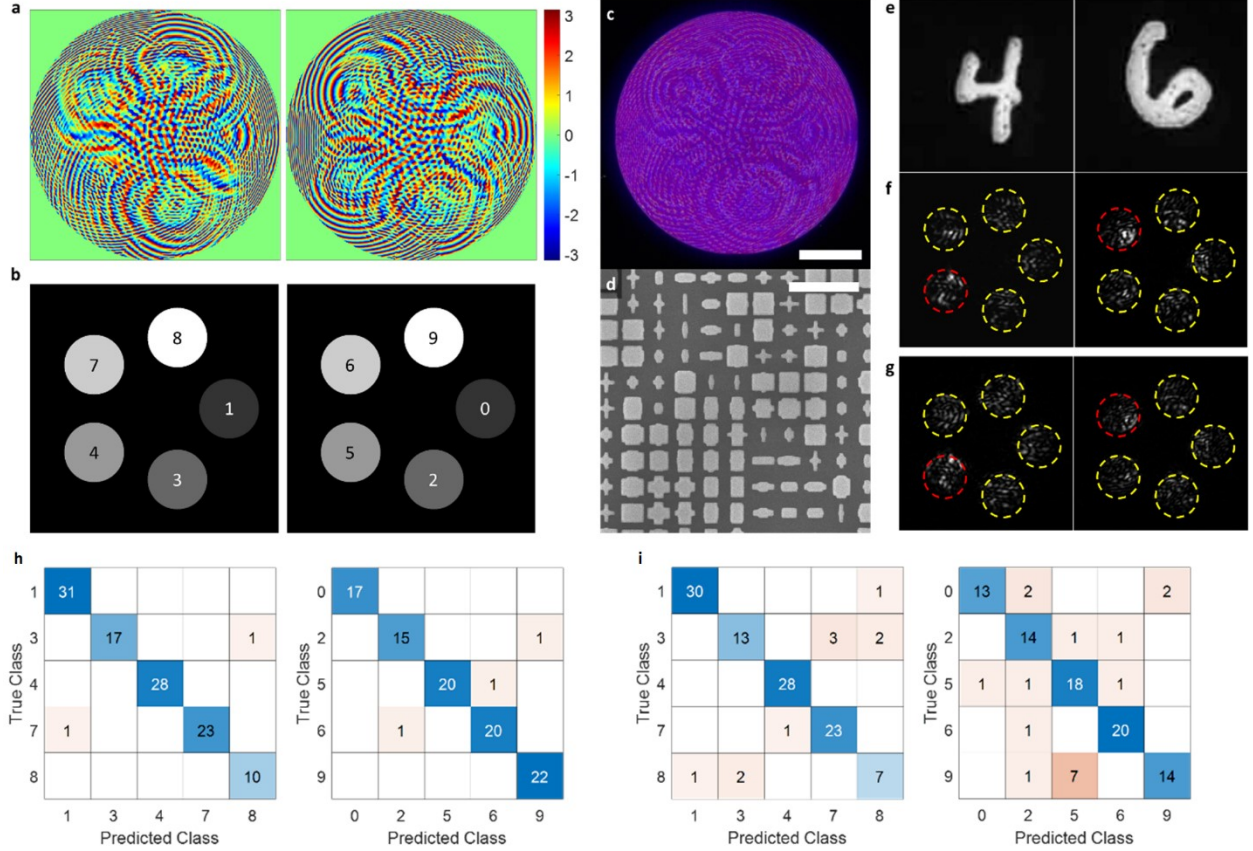 a
3
2
1
0
-1
-2
-3
b
8
7
1
4
3
9
6
0
5
2
c
d
e
4 6
f
g
h
True Class
1 31
3 17 1
4 28
7 1 23
8 10
1 3 4 7 8
Predicted Class
True Class
0 17
2 15 1
5 20 1
6 1 20
9 22
0 2 5 6 9
Predicted Class
i
True Class
1 30 1
3 13 3 2
4 28
7 1 23
8 1 2 7
1 3 4 7 8
Predicted Class
0 13 2 2
2 14 1 1
5 1 1 18 1
6 1 20
9 1 7 14
0 2 5 6 9
Predicted Class